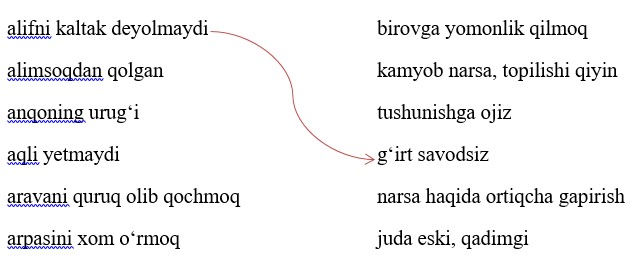 alifni kaltak deyolmaydi birovga yomonlik qilmoq
alimsoqdan qolgan kamyob narsa, topilishi qiyin
anqoning urug‘i tushunishga ojiz
aqli yetmaydi g‘irt savodsiz
aravani quruq olib qochmoq narsa haqida ortiqcha gapirish
arpasini xom o‘rmoq juda eski, qadimgi